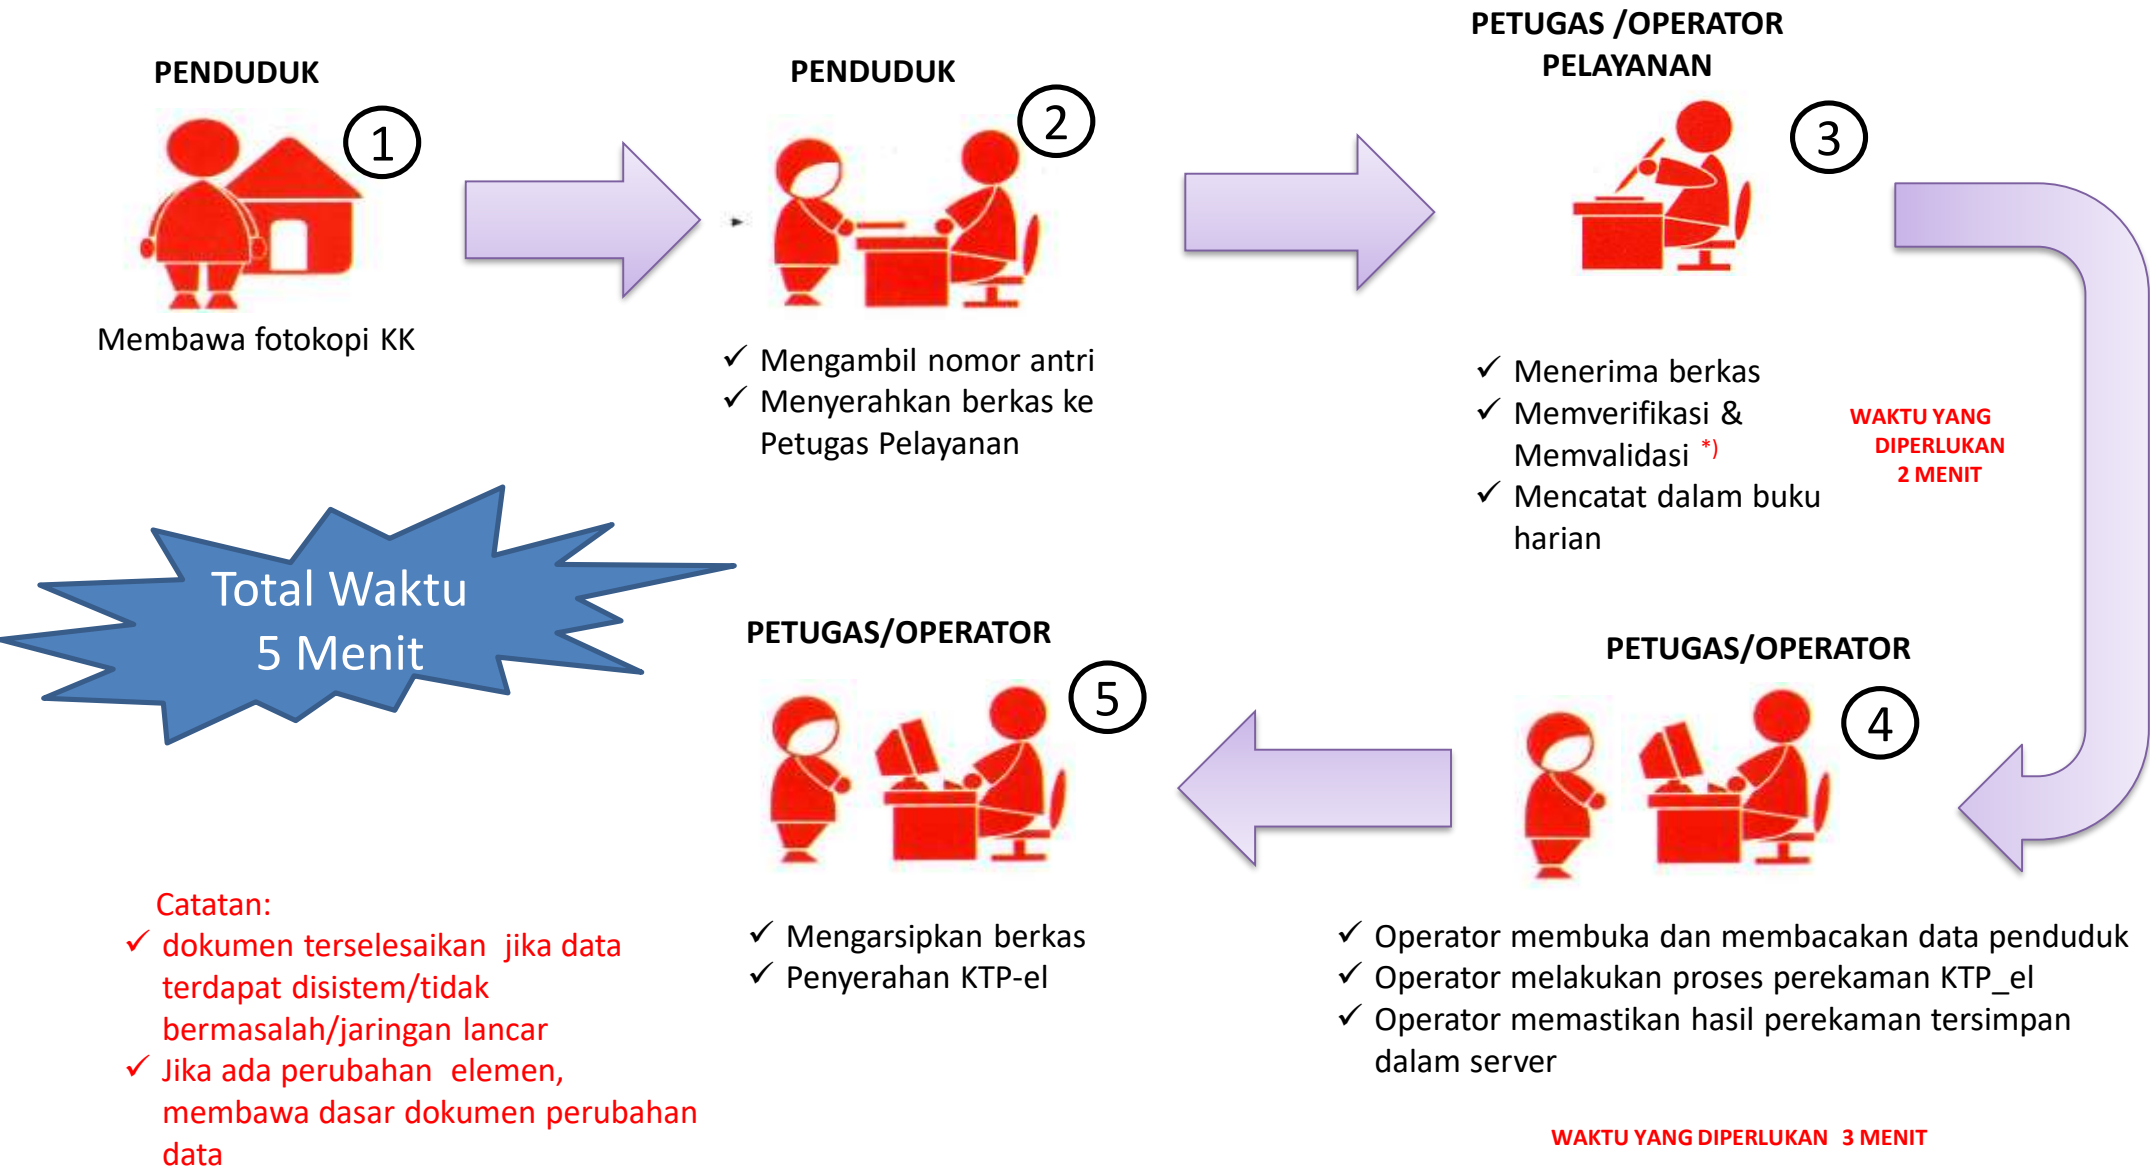 PENDUDUK
1
Membawa fotokopi KK
PENDUDUK
2
✓ Mengambil nomor antri
✓ Menyerahkan berkas ke
Petugas Pelayanan
PETUGAS /OPERATOR
PELAYANAN
3
✓ Menerima berkas
✓ Memverifikasi &
Memvalidasi *)
✓ Mencatat dalam buku
harian
WAKTU YANG
DIPERLUKAN
2 MENIT
PETUGAS/OPERATOR
4
✓ Operator membuka dan membacakan data penduduk
✓ Operator melakukan proses perekaman KTP_el
✓ Operator memastikan hasil perekaman tersimpan
dalam server
WAKTU YANG DIPERLUKAN 3 MENIT
PETUGAS/OPERATOR
5
✓ Mengarsipkan berkas
✓ Penyerahan KTP-el
Total Waktu
5 Menit
Catatan:
✓ dokumen terselesaikan jika data
terdapat disistem/tidak
bermasalah/jaringan lancar
✓ Jika ada perubahan elemen,
membawa dasar dokumen perubahan
data